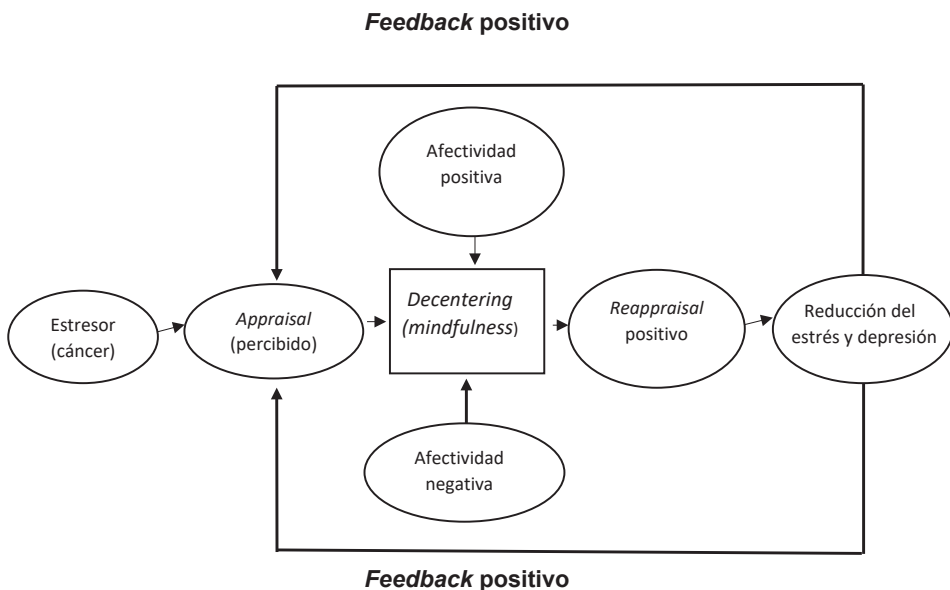 Feedback positivo
Afectividad
positiva
Estresor
(cáncer)
Appraisal
(percibido)
Decentering
(mindfulness)
Reappraisal
positivo
Reducción del
estrés y depresión
Afectividad
negativa
Feedback positivo